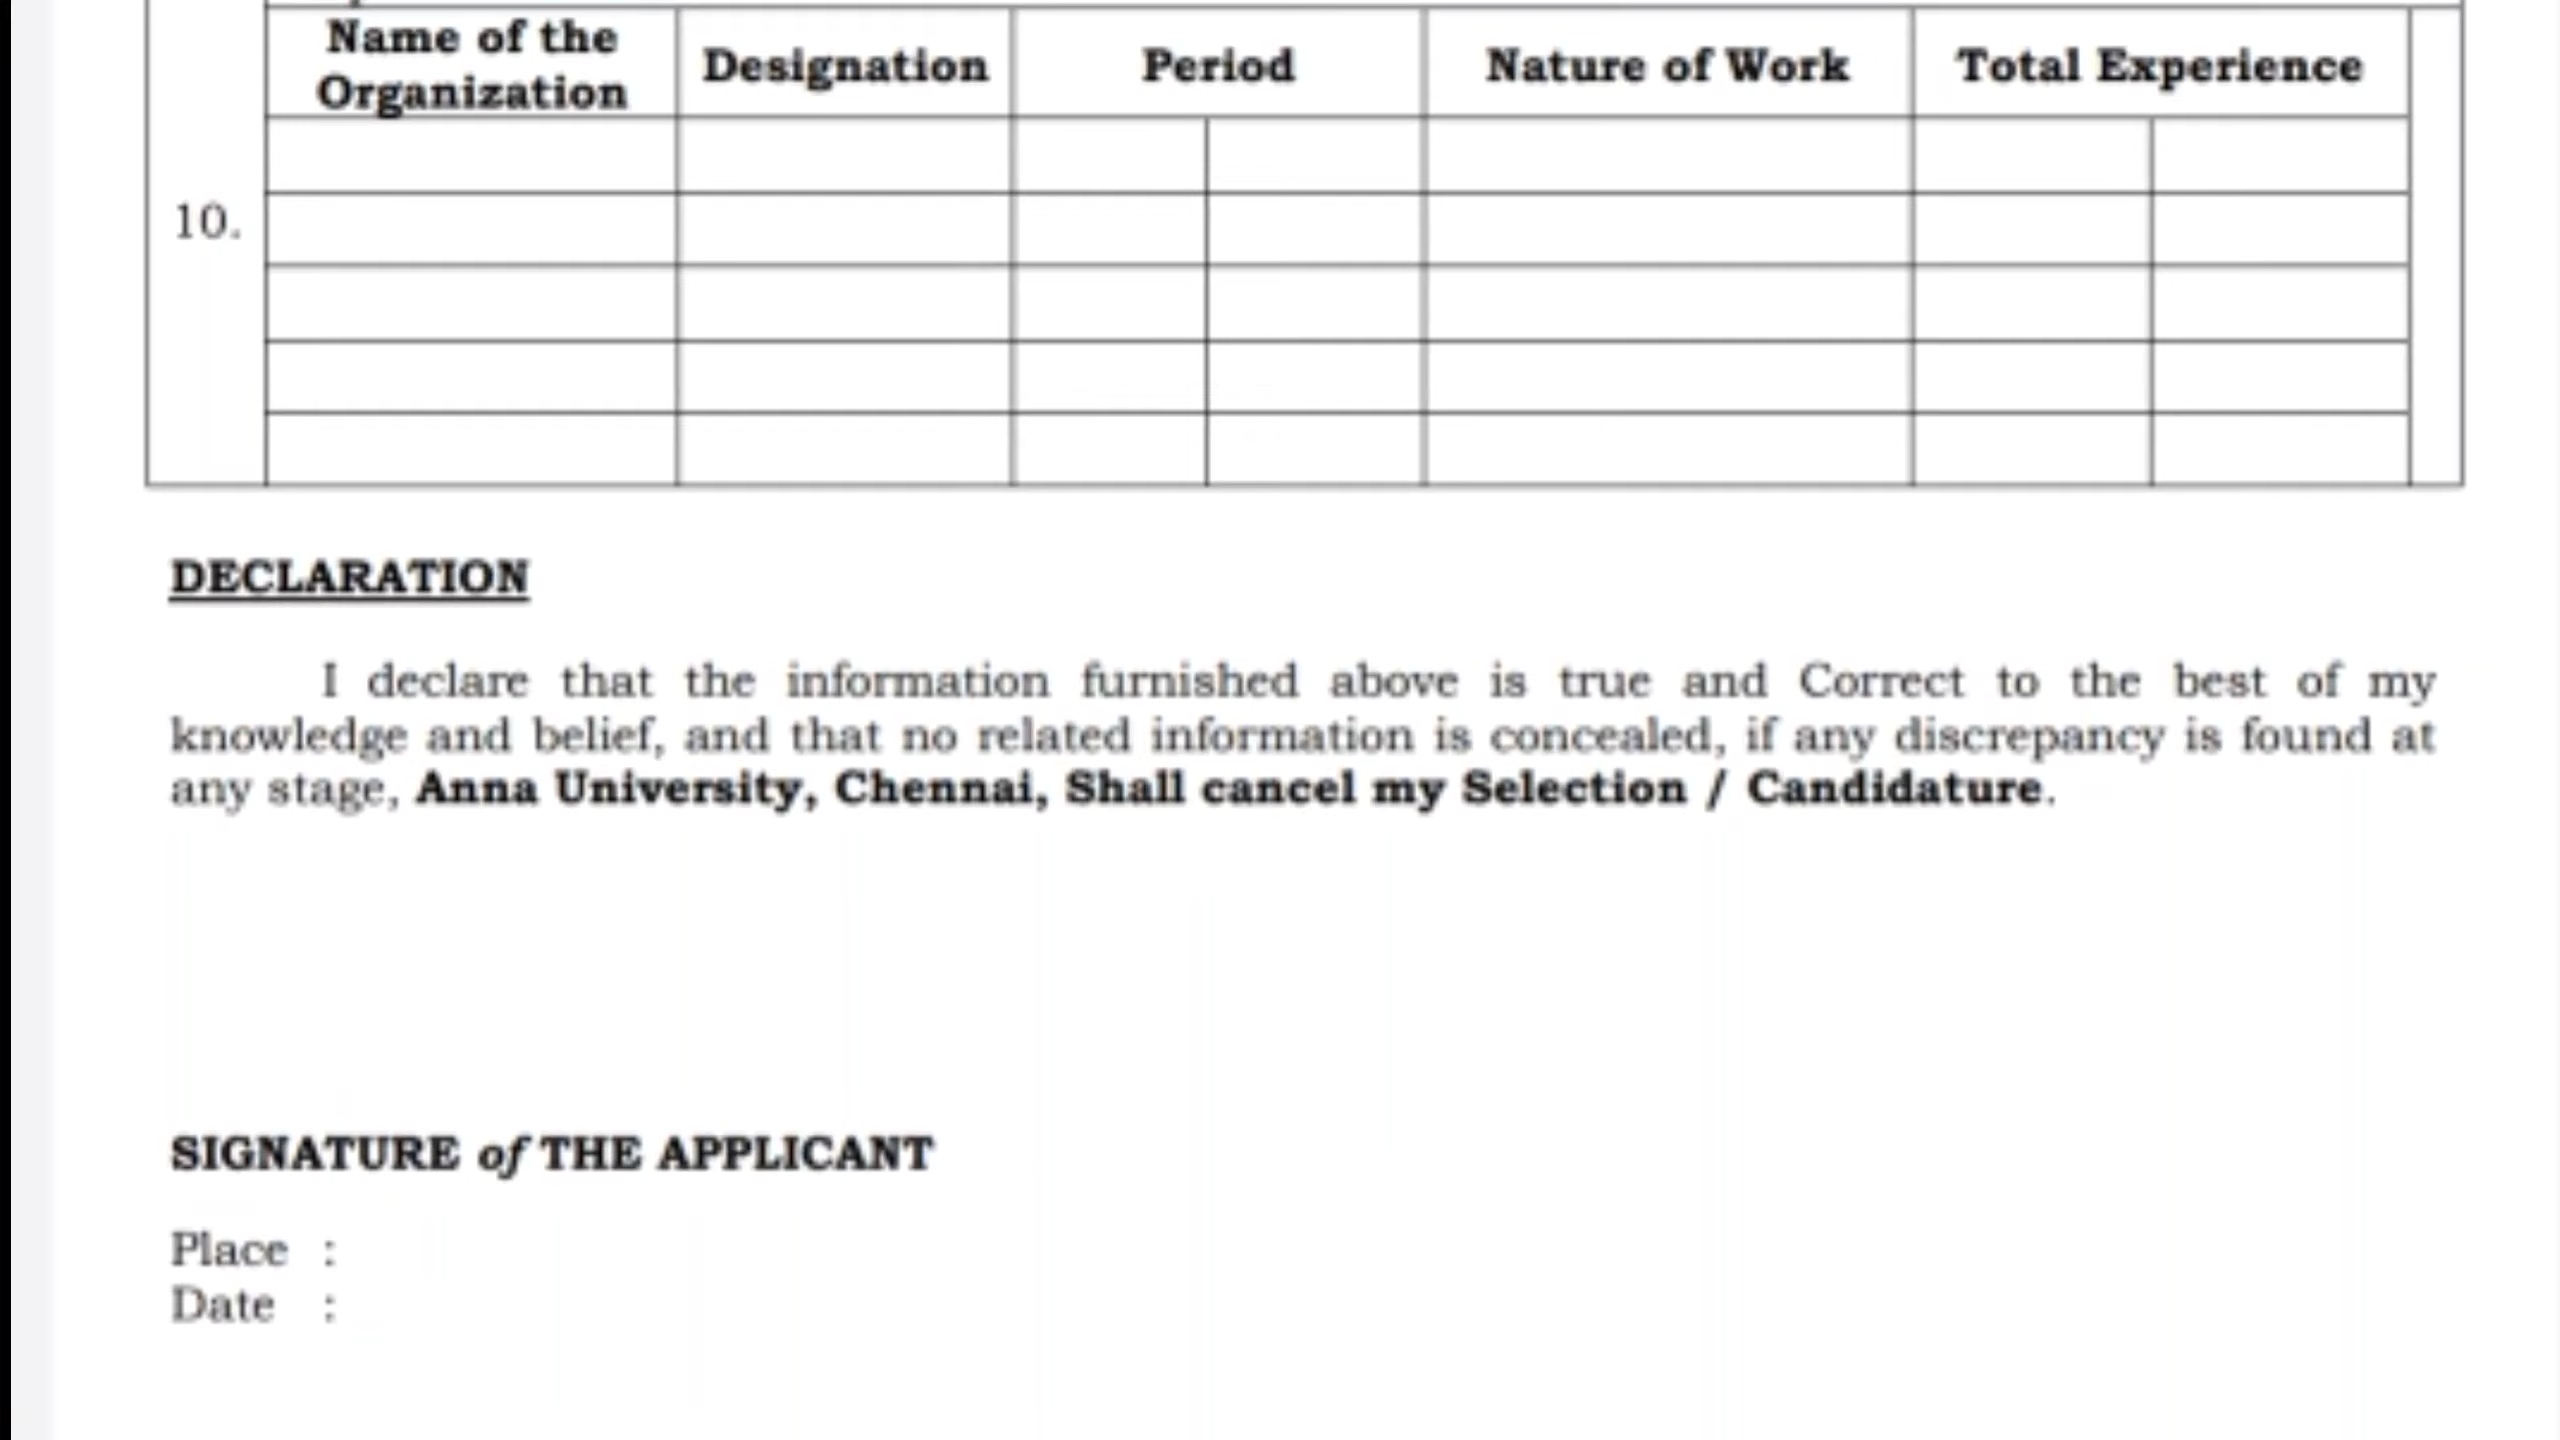 Name of the
Organization
Designation
Period
Nature of Work
Total Experience
10.
DECLARATION
I declare that the information furnished above is true and Correct to the best of my
knowledge and belief, and that no related information is concealed, if any discrepancy is found at
any stage, Anna University, Chennai, Shall cancel my Selection / Candidature.
SIGNATURE of THE APPLICANT
Place :
Date :